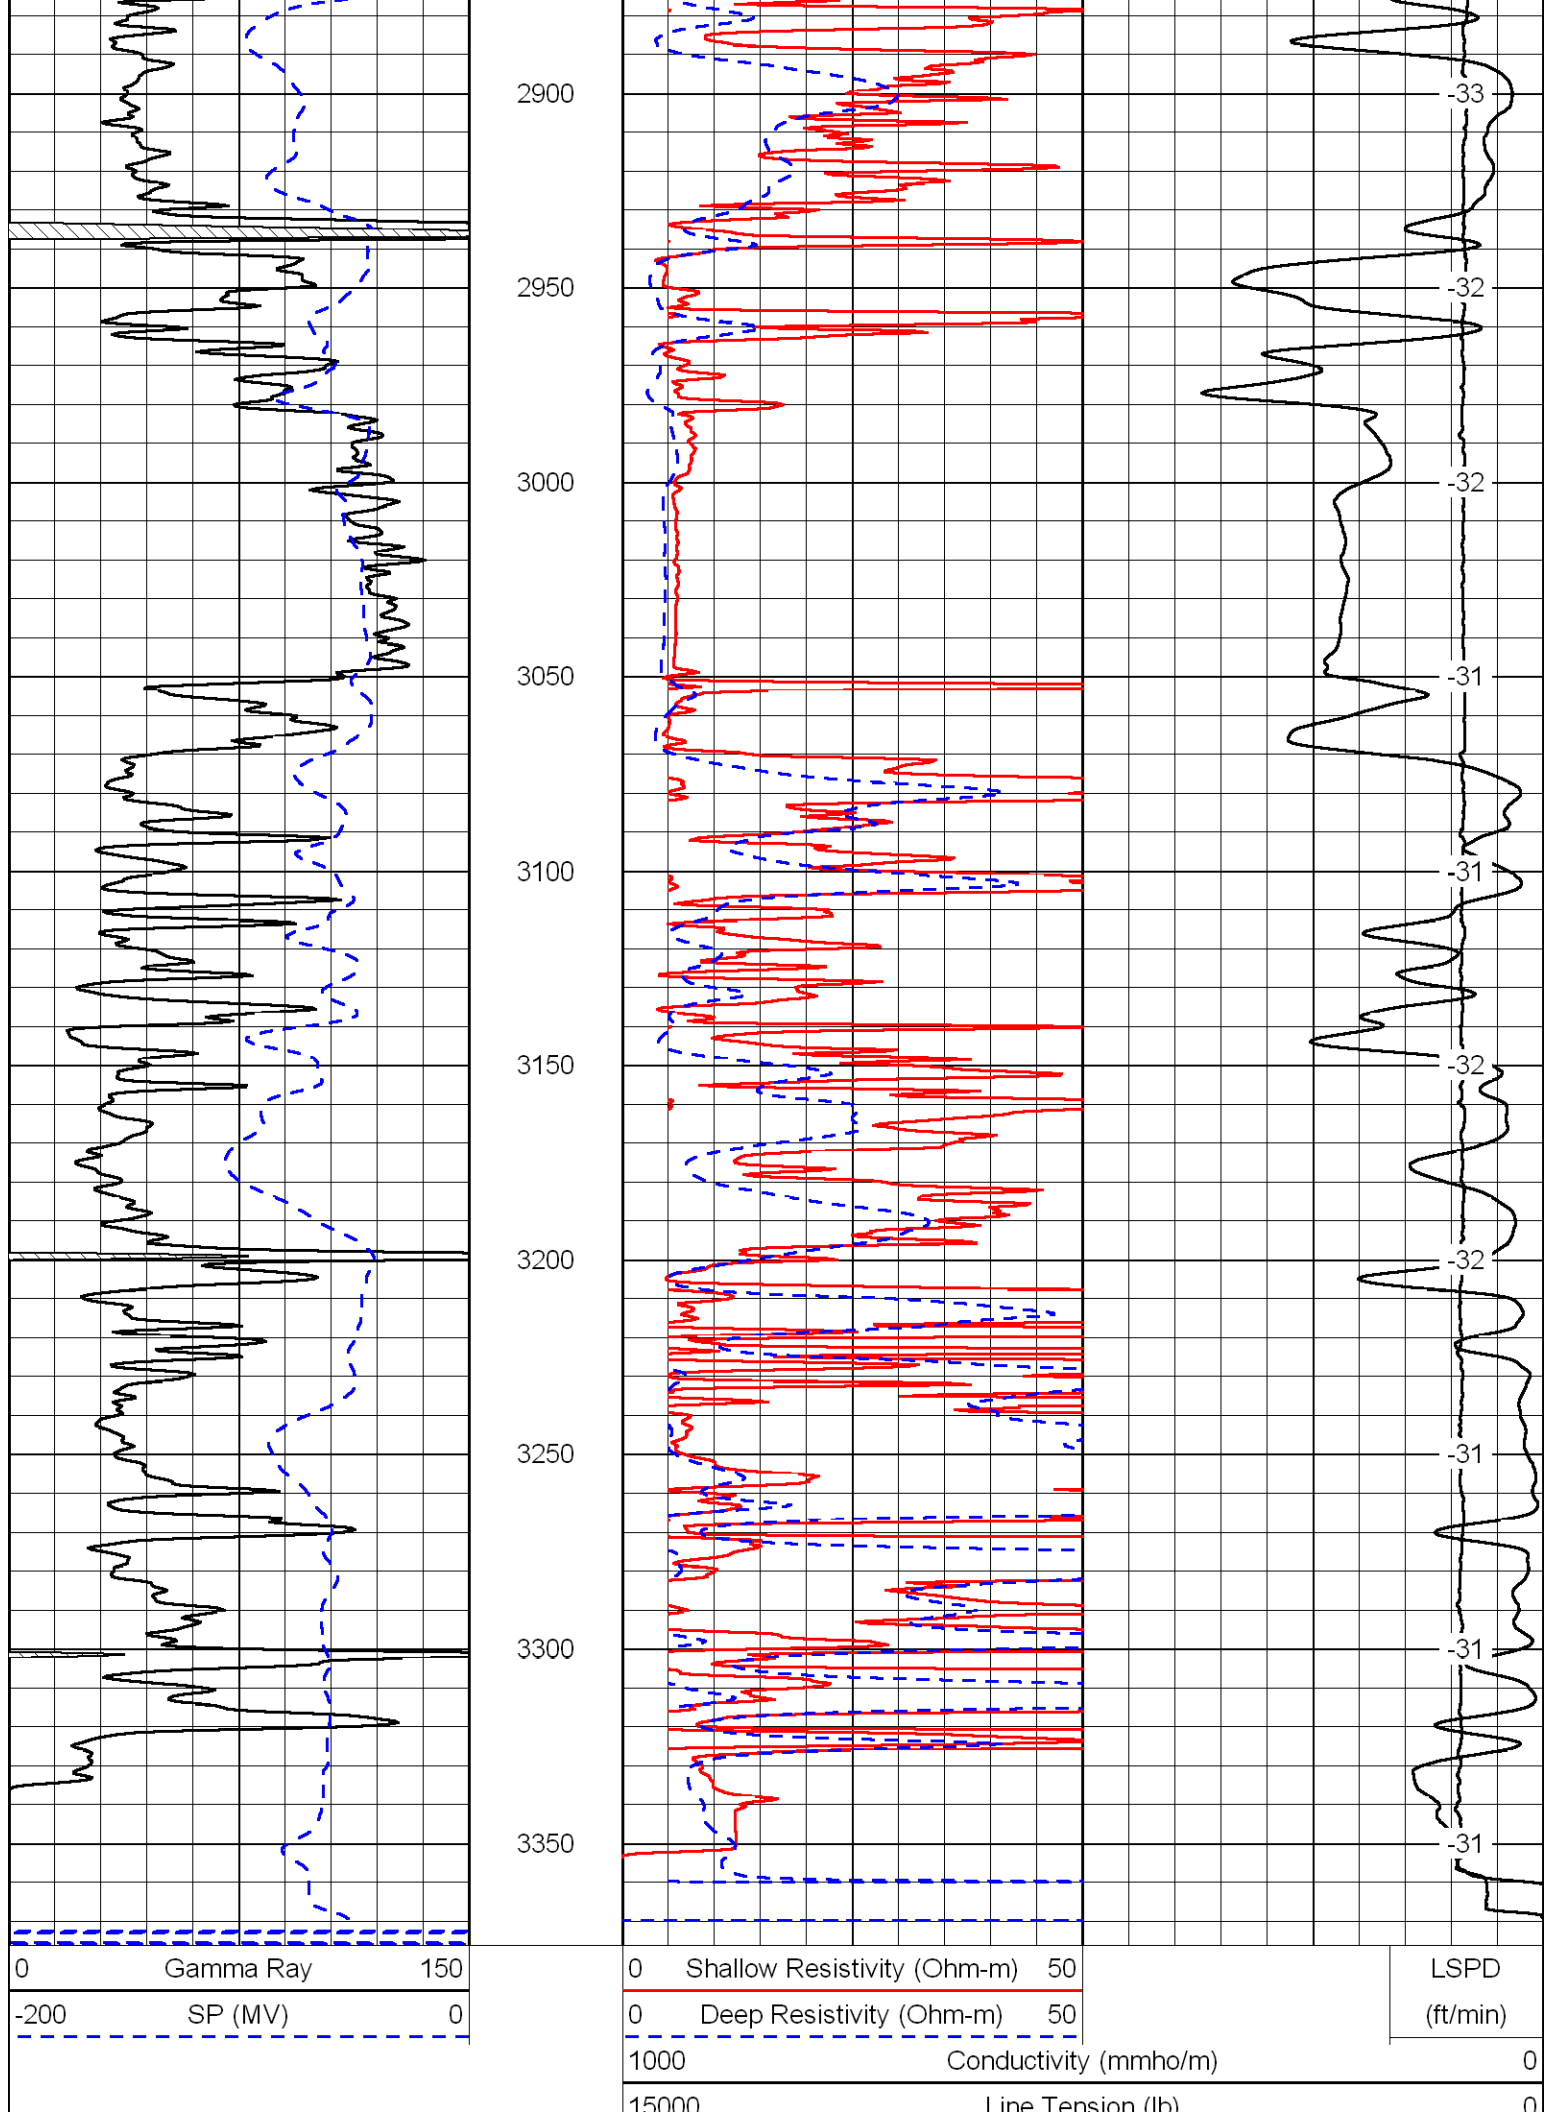 2900 -33
2950 -32
3000 -32
3050 -31
3100 -31
3150 -32
3200 -32
3250 -31
3300 -31
3350 -31
0 Gamma Ray 150 0 Shallow Resistivity (Ohm-m) 50 LSPD
-200 SP (MV) 0 0 Deep Resistivity (Ohm-m) 50 (ft/min)
1000 Conductivity (mmho/m) 0
15000 Line Tension (lb) 0